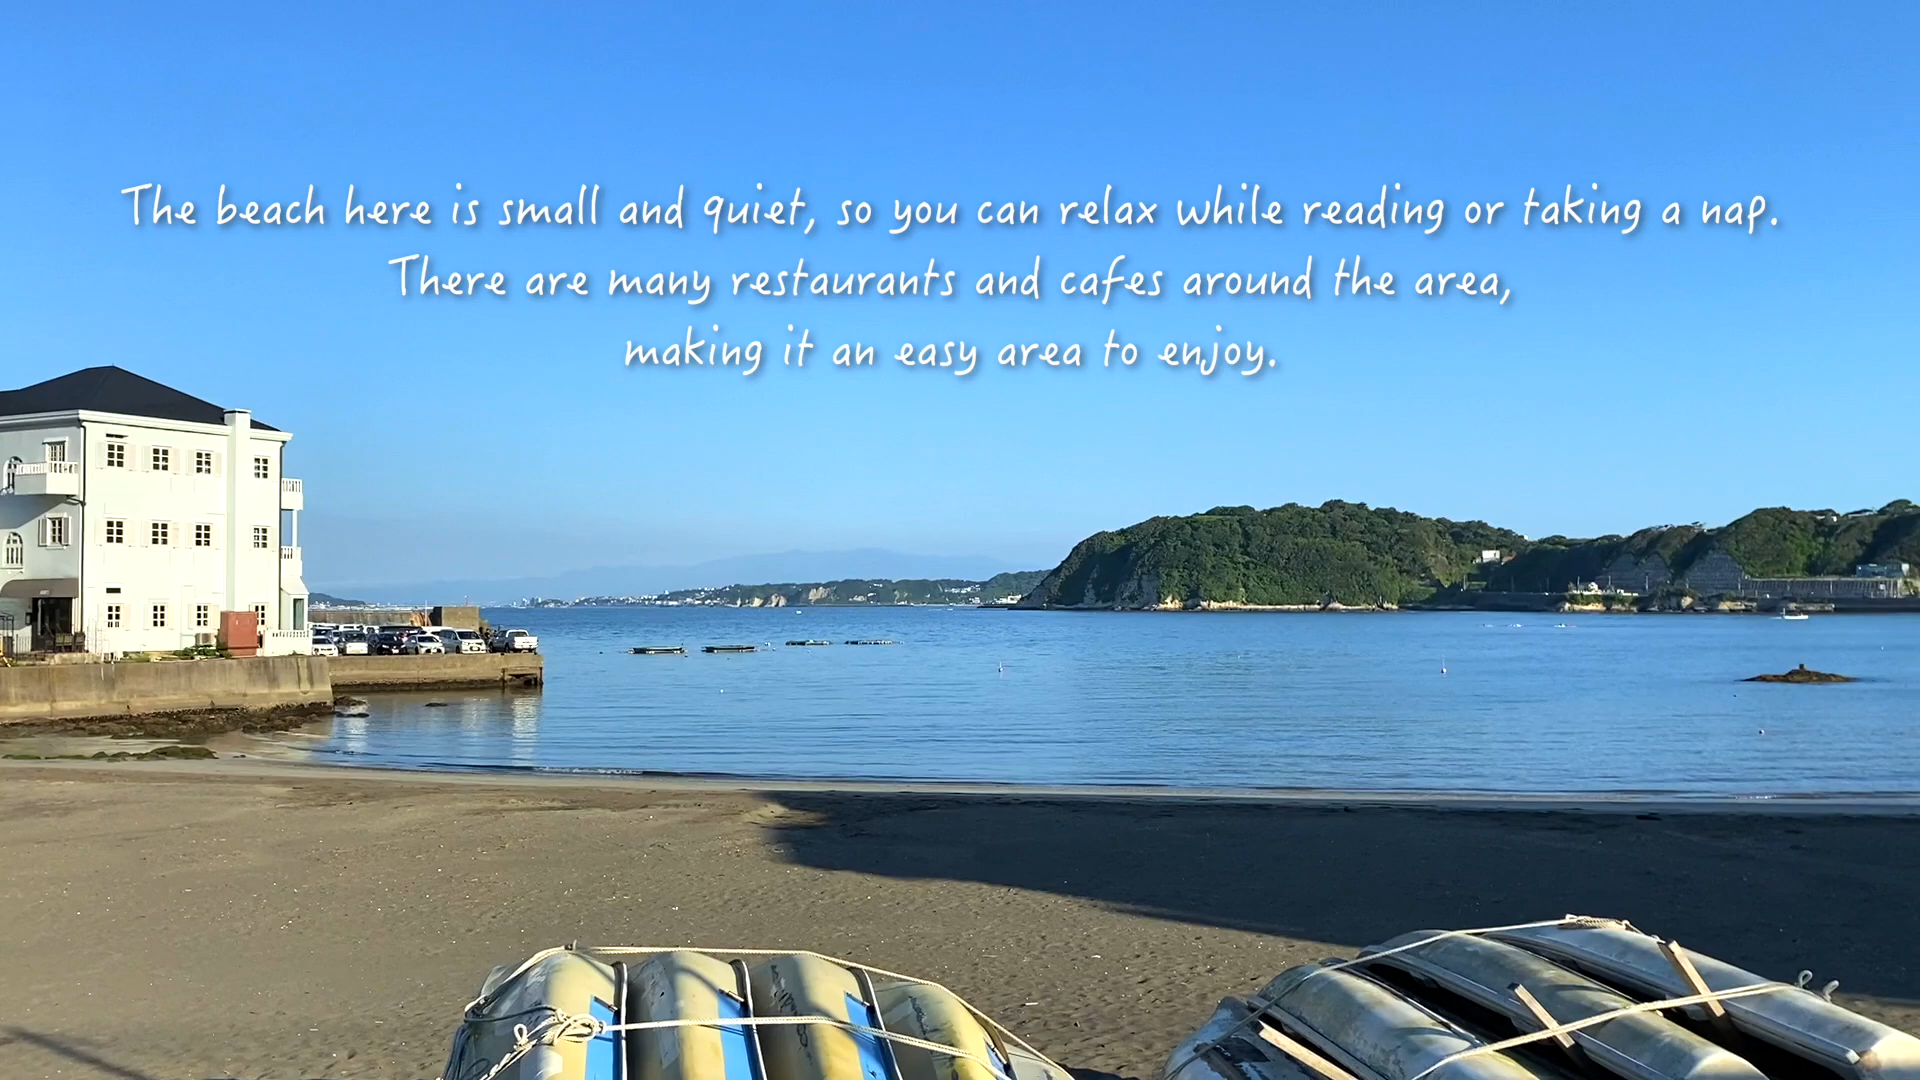 The beach here is small and quiet, so you can relax while reading or taking a nap.
There are many restaurants and cafes around the area,
making it an easy area to enjoy.